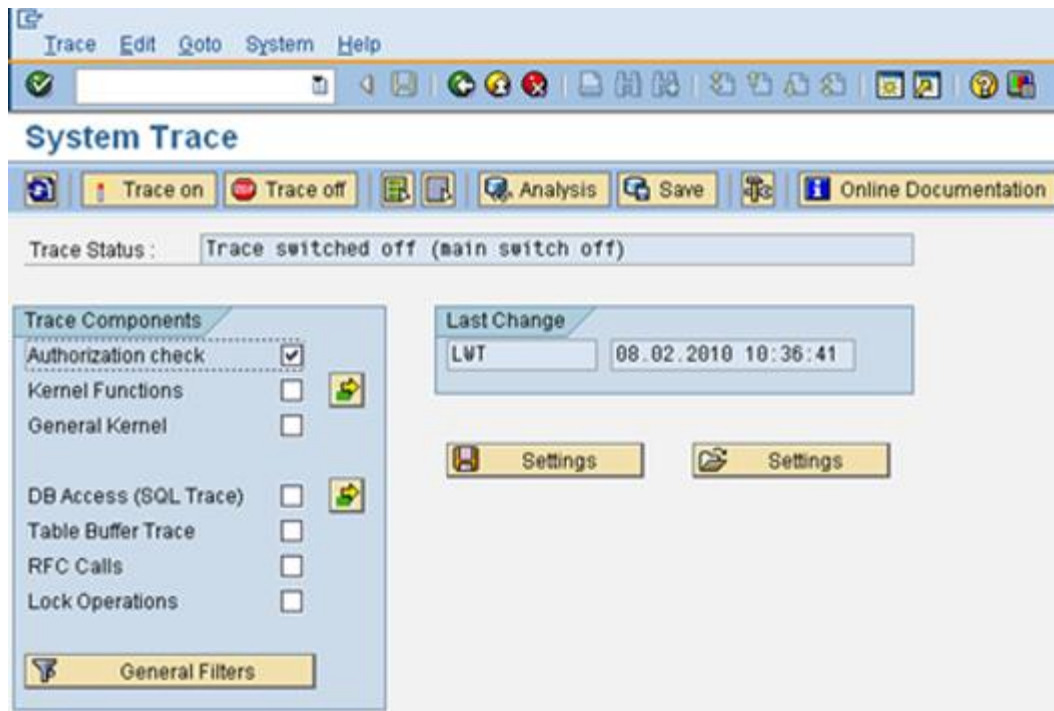 Trace Edit Goto System Help
System Trace
Trace on Trace off Analysis Save Online Documentation
Trace Status : Trace switched off (main switch off)
Trace Components
Authorization check
Kernel Functions
General Kernel
DB Access (SQL Trace)
Table Buffer Trace
RFC Calls
Lock Operations
General Filters
Last Change
LWT 08.02.2010 10:36:41
Settings Settings